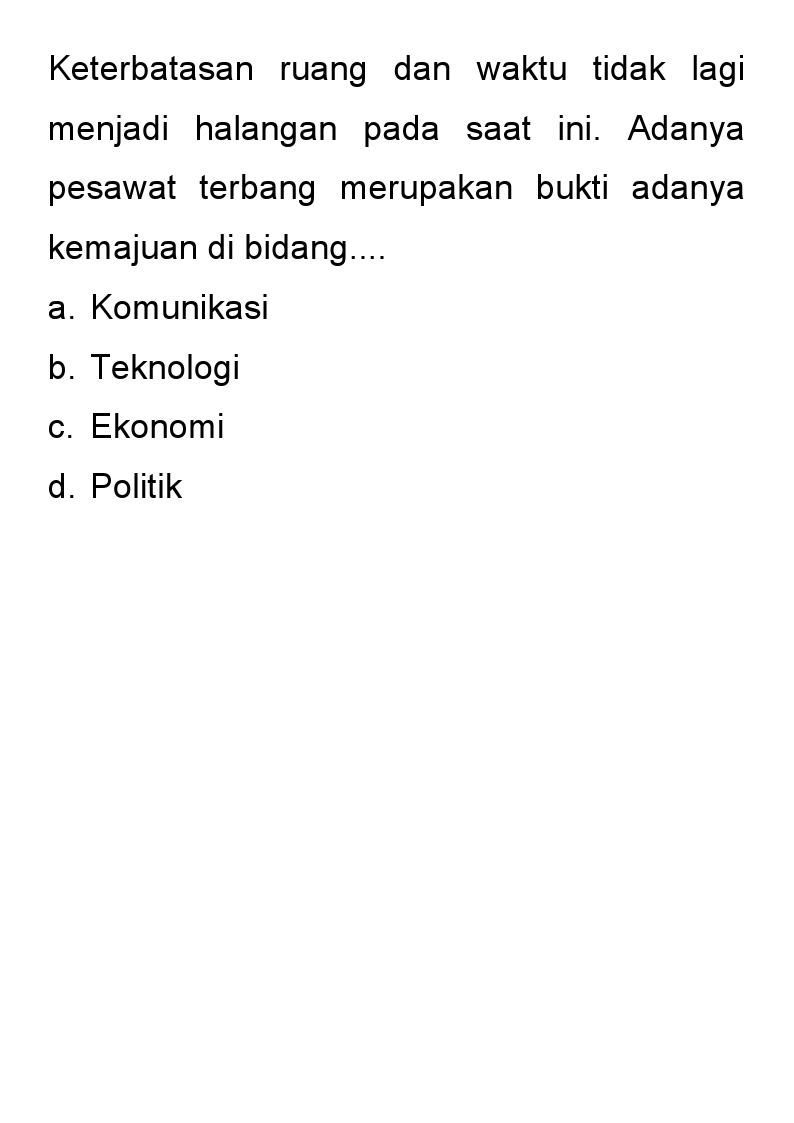 Keterbatasan ruang dan waktu tidak lagi
menjadi halangan pada saat ini. Adanya
pesawat terbang merupakan bukti adanya
kemajuan di bidang....
a. Komunikasi
b. Teknologi
c. Ekonomi
d. Politik